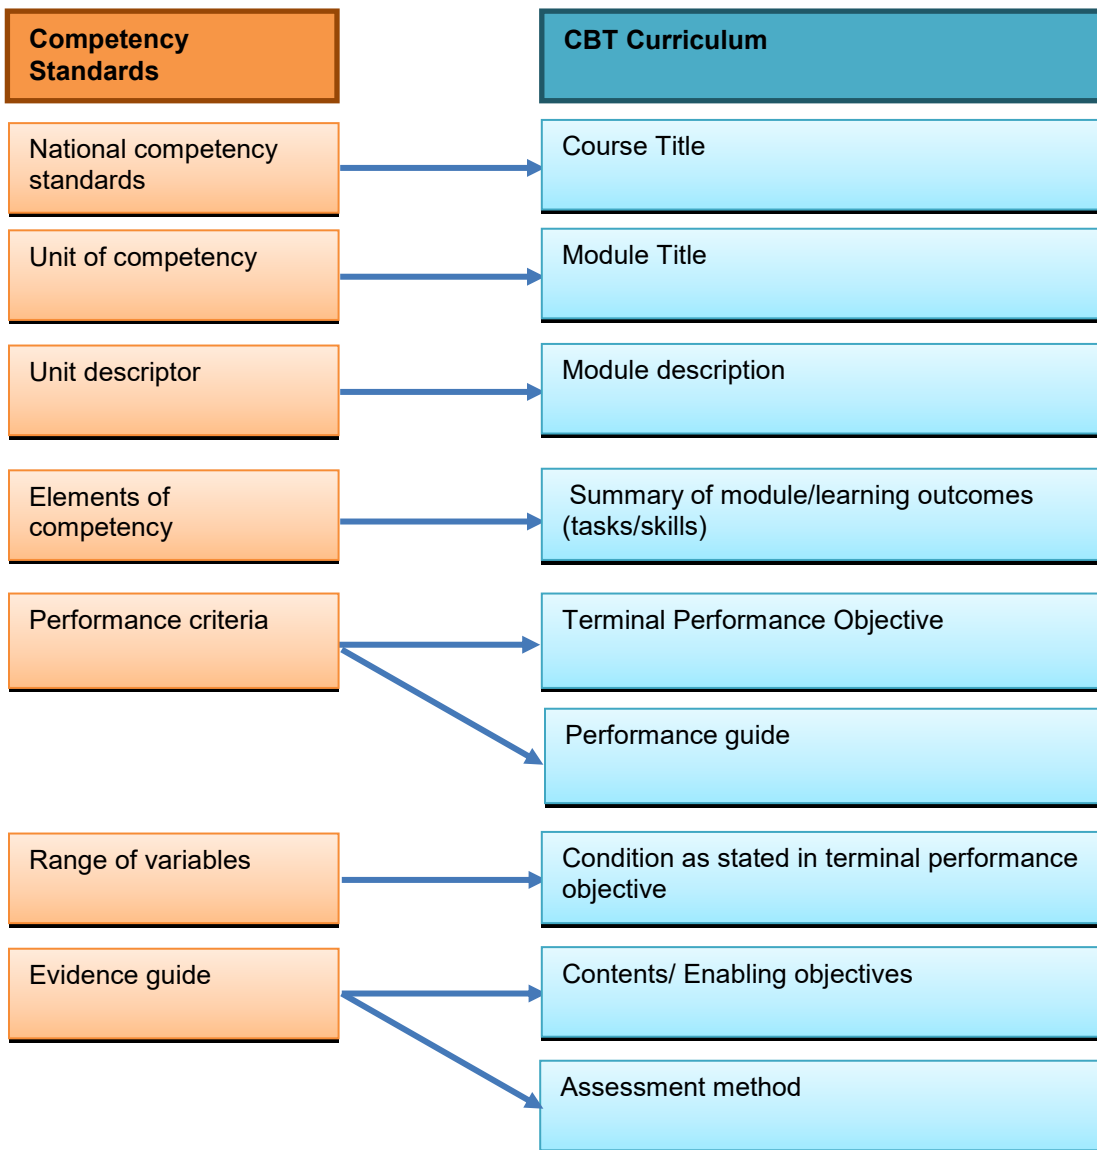 Competency
Standards
CBT Curriculum
National competency
standards
Course Title
Unit of competency
Module Title
Unit descriptor
Module description
Elements of
competency
Summary of module/learning outcomes
(tasks/skills)
Performance criteria
Terminal Performance Objective
Performance guide
Range of variables
Condition as stated in terminal performance
objective
Evidence guide
Contents/ Enabling objectives
Assessment method